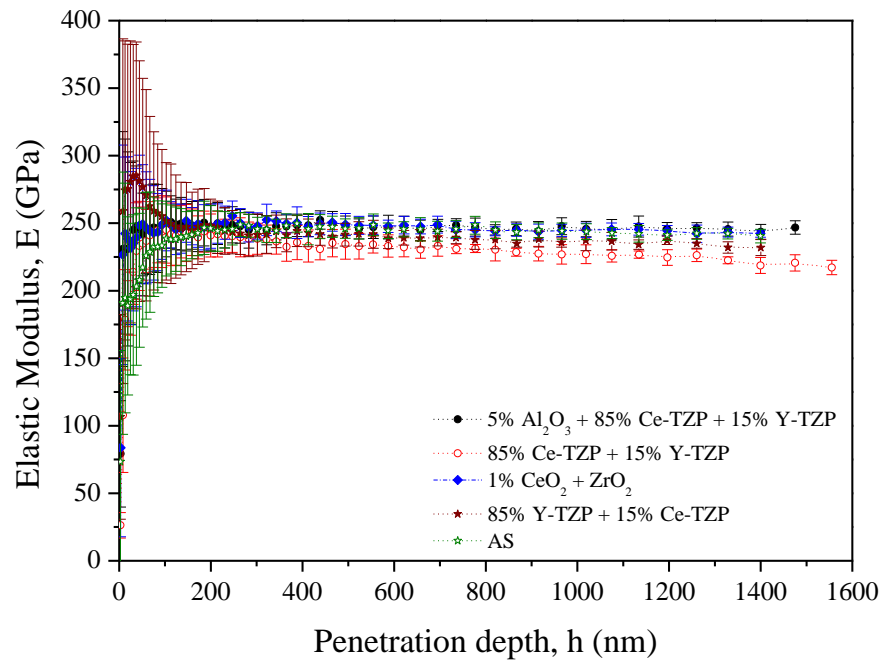 400
350
300
250
200
150
100
50
0
Elastic Modulus, E (GPa)
5% Al₂O₃ + 85% Ce-TZP + 15% Y-TZP
85% Ce-TZP + 15% Y-TZP
1% CeO₂ + ZrO₂
85% Y-TZP + 15% Ce-TZP
AS
0 200 400 600 800 1000 1200 1400 1600
Penetration depth, h (nm)